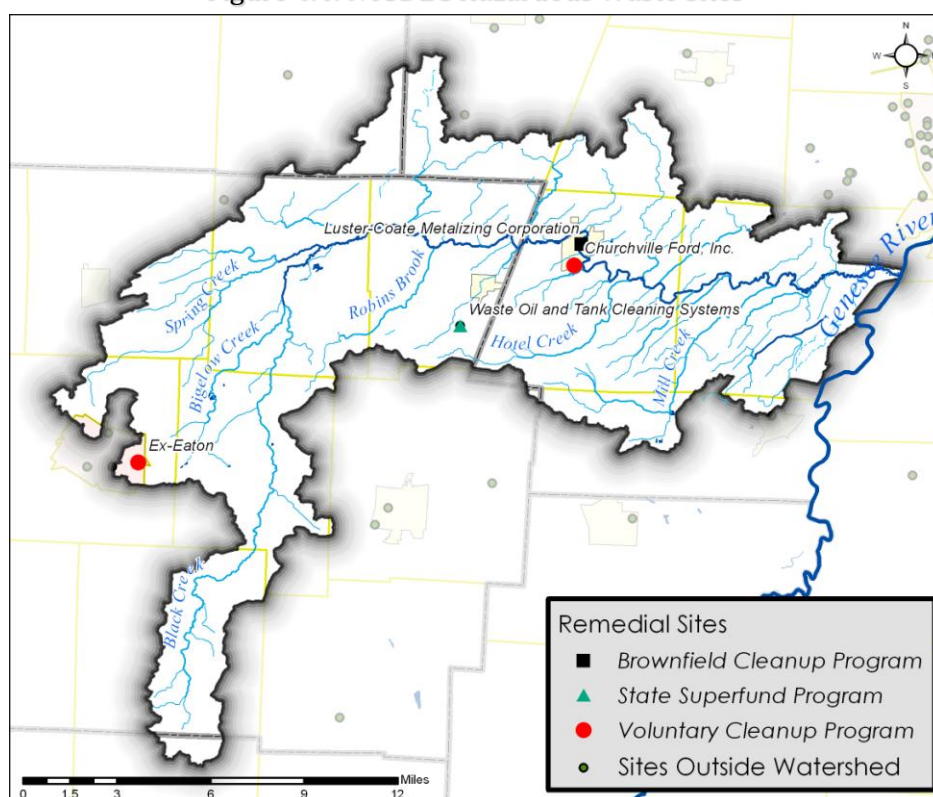 N
W
S
Luster-Coate Metalizing Corporation
Churchville Ford, Inc.
Genesee River
Spring Creek
Robins Brook
Waste Oil and Tank Cleaning Systems
Hotel Creek
Bigelow Creek
Mill Creek
Ex-Eaton
Black Creek
Remedial Sites
Brownfield Cleanup Program
State Superfund Program
Voluntary Cleanup Program
Sites Outside Watershed
Miles
0 1.5 3 6 9 12